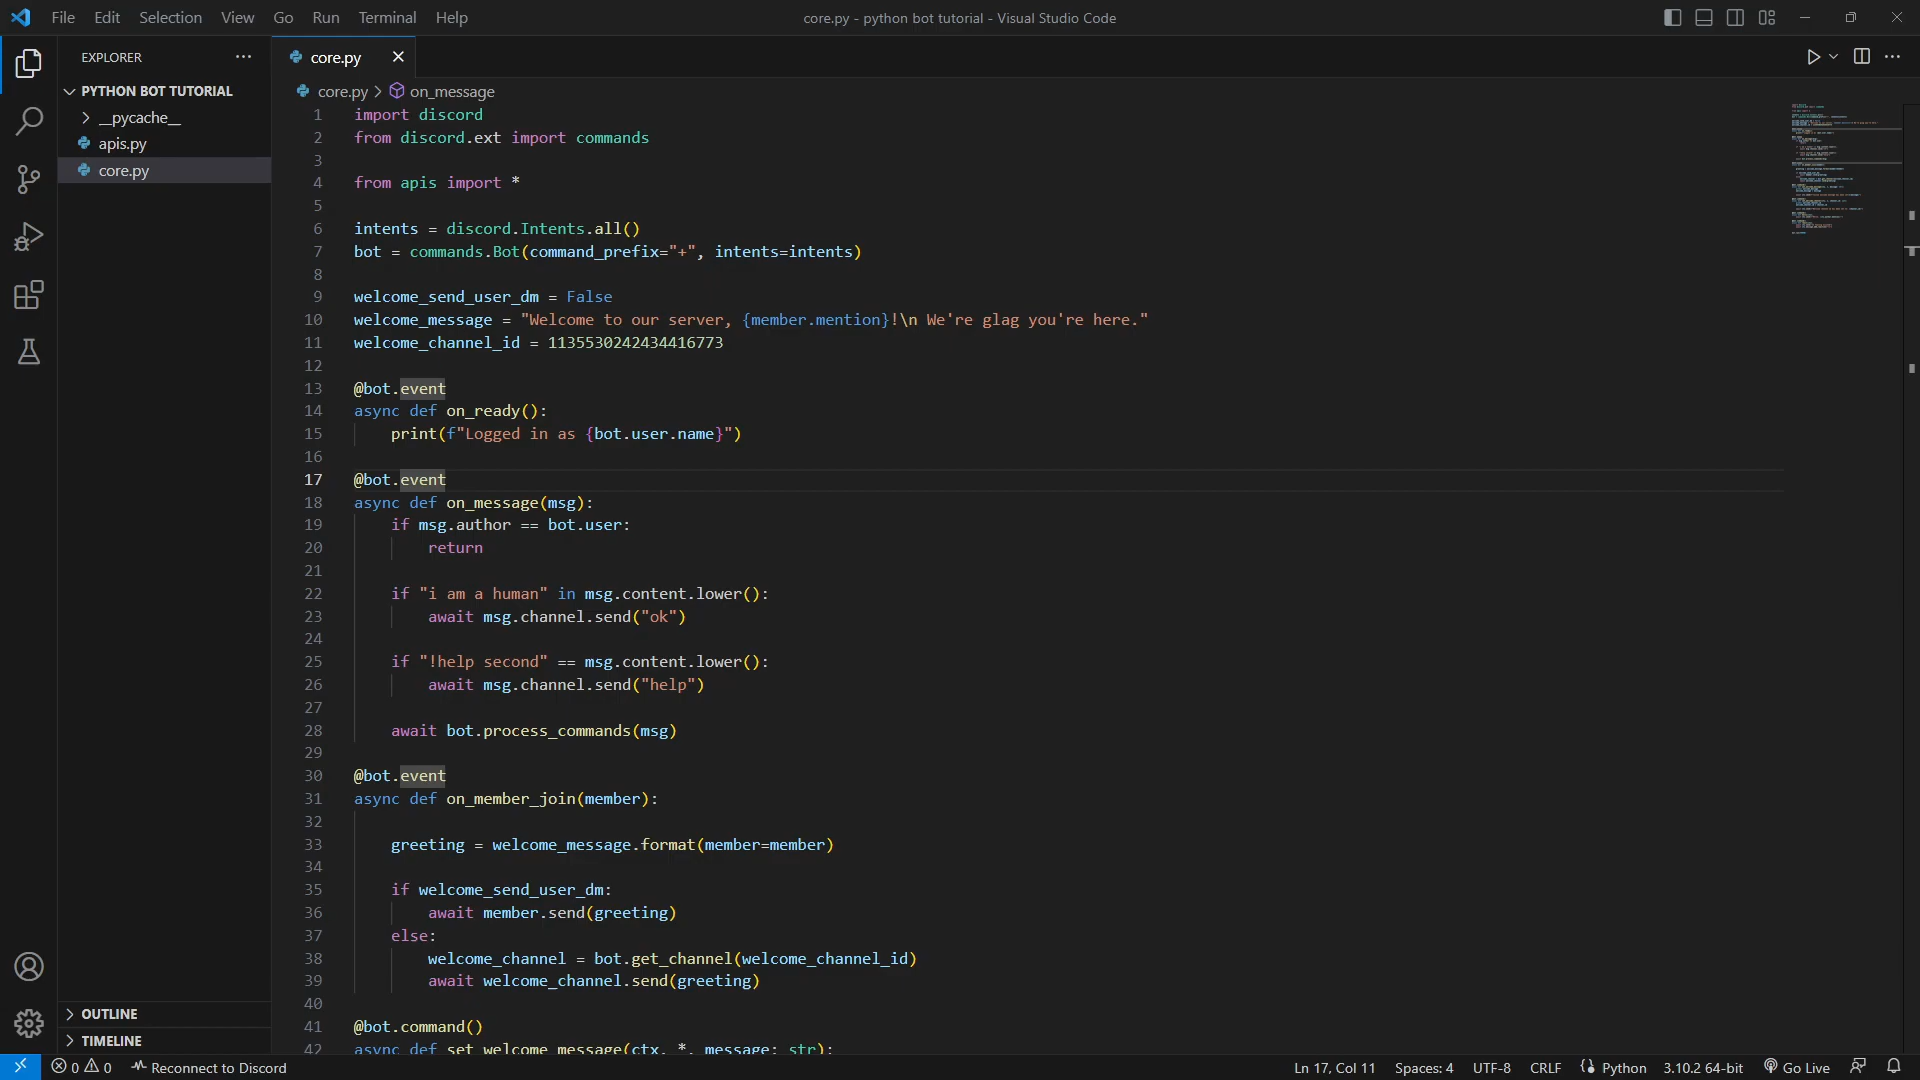 File Edit Selection View Go Run Terminal Help
core.py - python bot tutorial - Visual Studio Code
EXPLORER
PYTHON BOT TUTORIAL
__pycache__
apis.py
core.py
OUTLINE
TIMELINE
core.py
core.py > on_message
1 import discord
2 from discord.ext import commands
3
4 from apis import *
5
6 intents = discord.Intents.all()
7 bot = commands.Bot(command_prefix="+", intents=intents)
8
9 welcome_send_user_dm = False
10 welcome_message = "Welcome to our server, {member.mention}!\n We're glag you're here."
11 welcome_channel_id = 1135530242434416773
12
13 @bot.event
14 async def on_ready():
15     print(f"Logged in as {bot.user.name}")
16
17 @bot.event
18 async def on_message(msg):
19     if msg.author == bot.user:
20         return
21
22     if "i am a human" in msg.content.lower():
23         await msg.channel.send("ok")
24
25     if "!help second" == msg.content.lower():
26         await msg.channel.send("help")
27
28     await bot.process_commands(msg)
29
30 @bot.event
31 async def on_member_join(member):
32
33     greeting = welcome_message.format(member=member)
34
35     if welcome_send_user_dm:
36         await member.send(greeting)
37     else:
38         welcome_channel = bot.get_channel(welcome_channel_id)
39         await welcome_channel.send(greeting)
40
41 @bot.command()
42 async def set_welcome_message(ctx, *, message: str):
0 0 Reconnect to Discord
Ln 17, Col 11 Spaces: 4 UTF-8 CRLF Python 3.10.2 64-bit Go Live